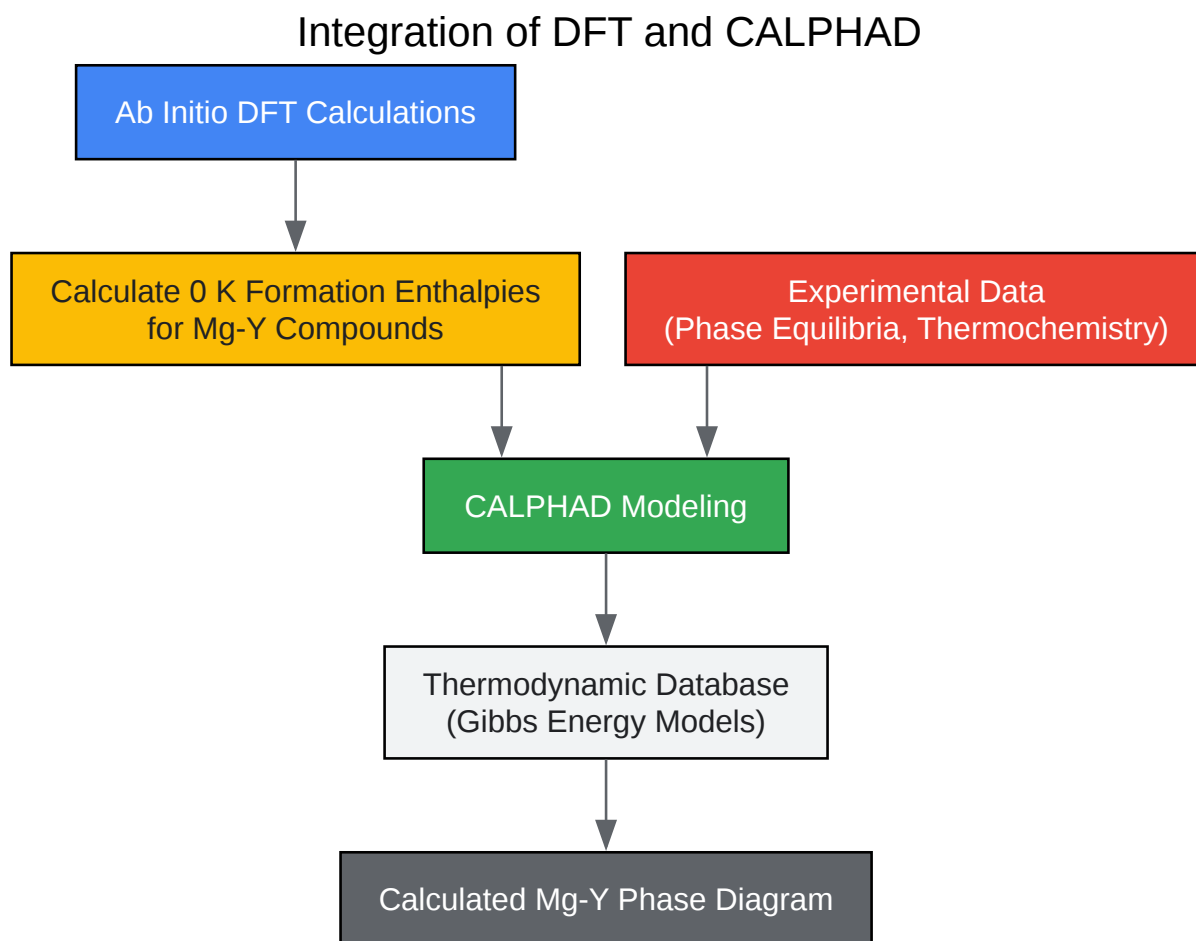 Integration of DFT and CALPHAD
Ab Initio DFT Calculations
Calculate 0 K Formation Enthalpies
for Mg-Y Compounds
Experimental Data
(Phase Equilibria, Thermochemistry)
CALPHAD Modeling
Thermodynamic Database
(Gibbs Energy Models)
Calculated Mg-Y Phase Diagram